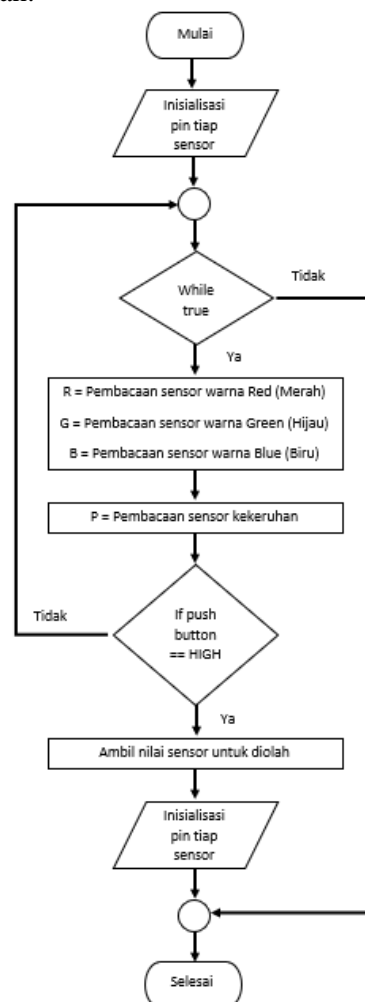 Mulai
Inisialisasi
pin tiap
sensor
While
true
Tidak
Ya
R = Pembacaan sensor warna Red (Merah)
G = Pembacaan sensor warna Green (Hijau)
B = Pembacaan sensor warna Blue (Biru)
P = Pembacaan sensor kekeruhan
Tidak
If push
button
== HIGH
Ya
Ambil nilai sensor untuk diolah
Inisialisasi
pin tiap
sensor
Selesai